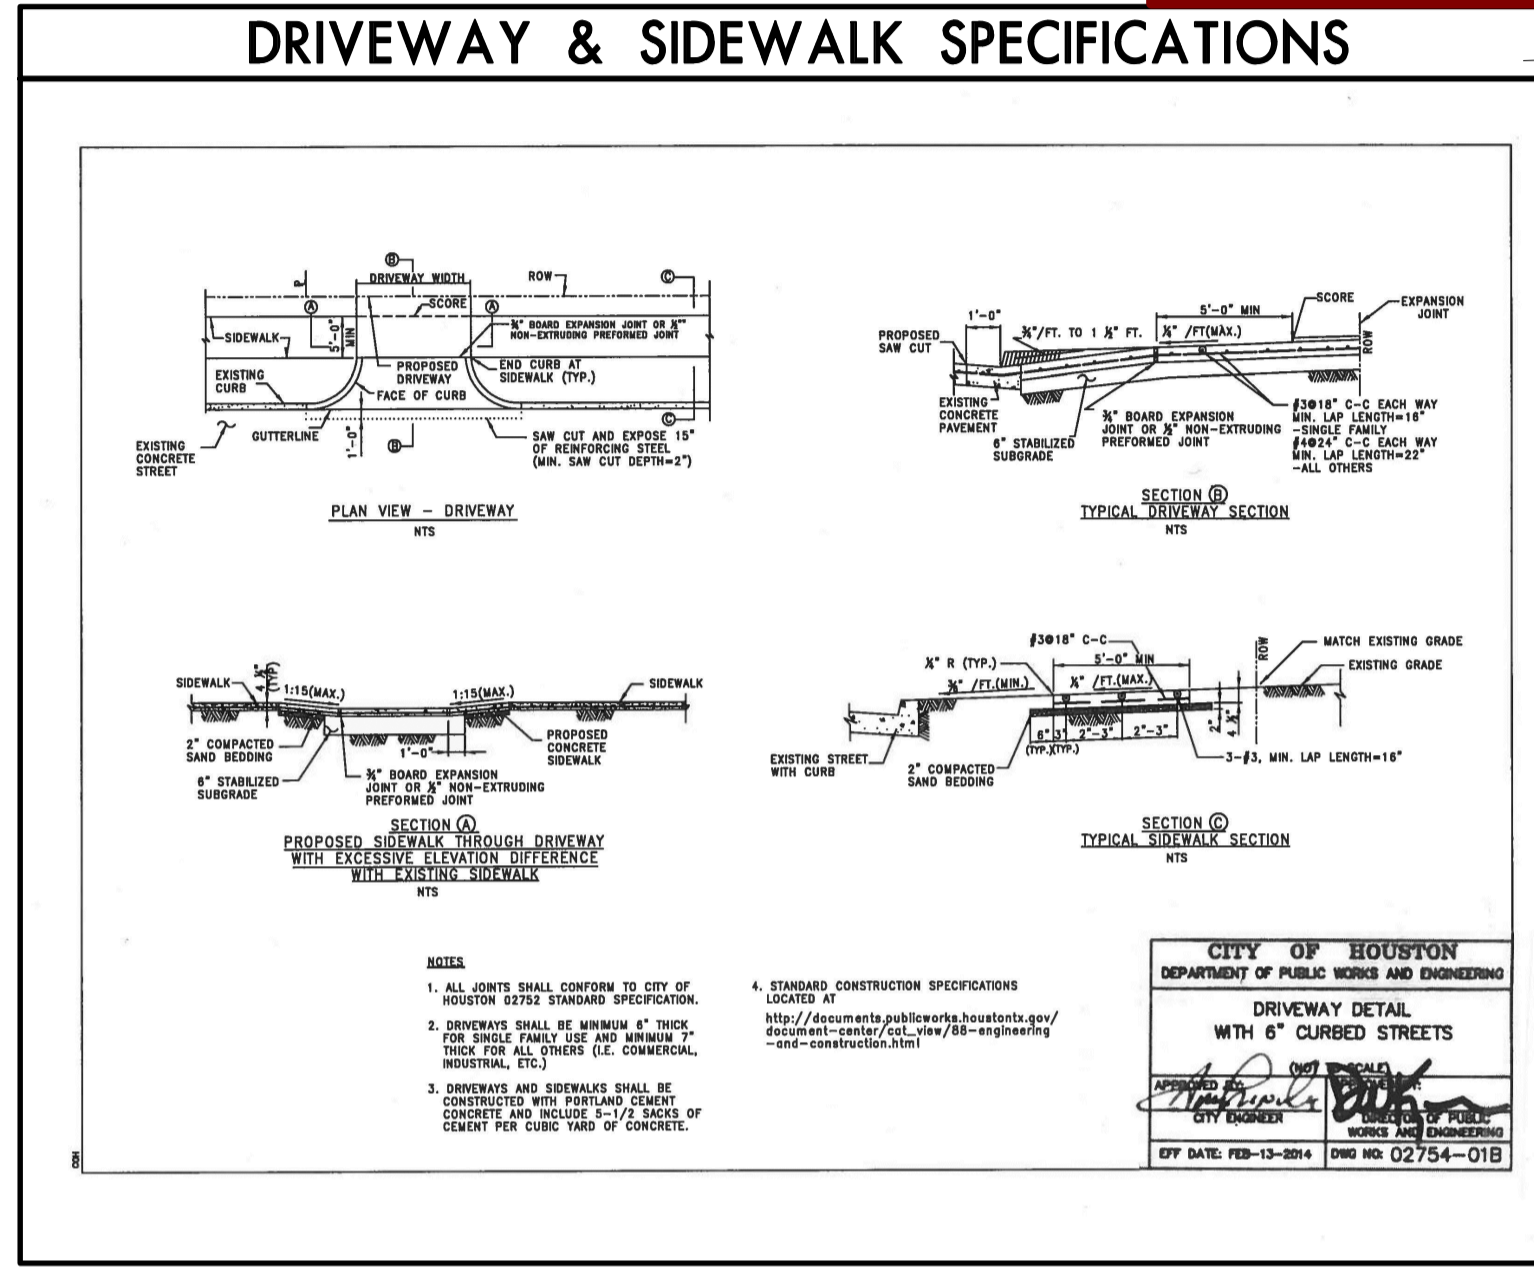 DRIVEWAY & SIDEWALK SPECIFICATIONS
B
DRIVEWAY WIDTH
ROW
C
P
A
SCORE
A
¾" BOARD EXPANSION JOINT OR ½"
NON-EXTRUDING PREFORMED JOINT
SIDEWALK
5'-0"
MIN
PROPOSED
DRIVEWAY
END CURB AT
SIDEWALK (TYP.)
EXISTING
CURB
FACE OF CURB
GUTTERLINE
1'-0"
B
C
EXISTING
CONCRETE
STREET
SAW CUT AND EXPOSE 15"
OF REINFORCING STEEL
(MIN. SAW CUT DEPTH=2")
PLAN VIEW - DRIVEWAY
NTS
PROPOSED
SAW CUT
1'-0"
/FT. TO 1 ½" FT.
5'-0" MIN
/FT(MAX.)
SCORE
EXPANSION
JOINT
ROW
EXISTING
CONCRETE
PAVEMENT
6" STABILIZED
SUBGRADE
¾" BOARD EXPANSION
JOINT OR ½" NON-EXTRUDING
PREFORMED JOINT
#3@18" C-C EACH WAY
MIN. LAP LENGTH=16"
-SINGLE FAMILY
#4@24" C-C EACH WAY
MIN. LAP LENGTH=22"
-ALL OTHERS
SECTION B
TYPICAL DRIVEWAY SECTION
NTS
SIDEWALK
4 ½"
(TYP)
1:15(MAX.)
1:15(MAX.)
SIDEWALK
2" COMPACTED
SAND BEDDING
6" STABILIZED
SUBGRADE
1'-0"
PROPOSED
CONCRETE
SIDEWALK
¾" BOARD EXPANSION
JOINT OR ½" NON-EXTRUDING
PREFORMED JOINT
SECTION A
PROPOSED SIDEWALK THROUGH DRIVEWAY
WITH EXCESSIVE ELEVATION DIFFERENCE
WITH EXISTING SIDEWALK
NTS
#3@18" C-C
R (TYP.)
5'-0" MIN
/FT.(MIN.)
/FT.(MAX.)
ROW
MATCH EXISTING GRADE
EXISTING GRADE
6" 3" 2"-3" 2"-3"
(TYP.)(TYP.)
2"
4 ½"
EXISTING STREET
WITH CURB
2" COMPACTED
SAND BEDDING
3-#3, MIN. LAP LENGTH=16"
SECTION C
TYPICAL SIDEWALK SECTION
NTS
NOTES
1. ALL JOINTS SHALL CONFORM TO CITY OF
HOUSTON 02752 STANDARD SPECIFICATION.
2. DRIVEWAYS SHALL BE MINIMUM 6" THICK
FOR SINGLE FAMILY USE AND MINIMUM 7"
THICK FOR ALL OTHERS (I.E. COMMERCIAL,
INDUSTRIAL, ETC.)
3. DRIVEWAYS AND SIDEWALKS SHALL BE
CONSTRUCTED WITH PORTLAND CEMENT
CONCRETE AND INCLUDE 5-1/2 SACKS OF
CEMENT PER CUBIC YARD OF CONCRETE.
4. STANDARD CONSTRUCTION SPECIFICATIONS
LOCATED AT
http://documents.publicworks.houstontx.gov/
document-center/cat_view/88-engineering
-and-construction.html
CITY OF HOUSTON
DEPARTMENT OF PUBLIC WORKS AND ENGINEERING
DRIVEWAY DETAIL
WITH 6" CURBED STREETS
(NOT SCALE)
APPROVED BY:
CITY ENGINEER
DIRECTOR OF PUBLIC
WORKS AND ENGINEERING
EFF DATE: FEB-13-2014
DWG NO: 02754-01B
COH